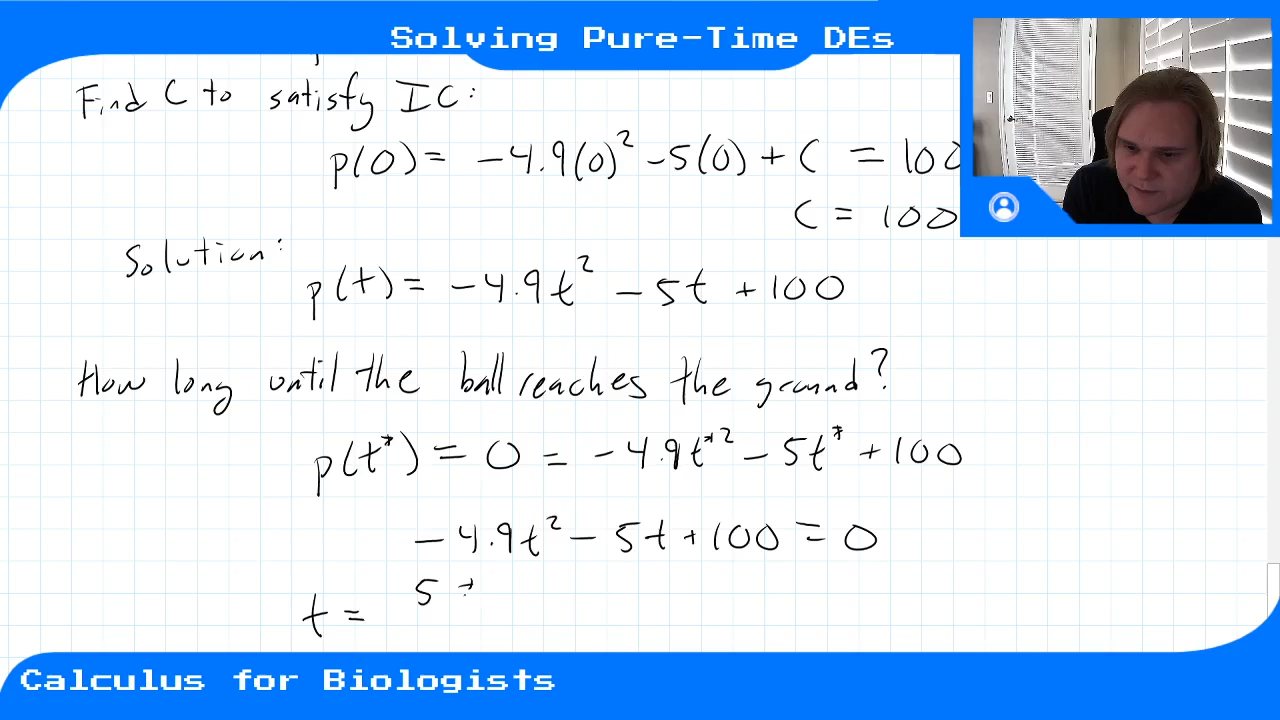 Solving Pure-Time DEs
Find C to satisfy IC:
p(0) = -4.9(0)² - 5(0) + C = 100
C = 100
Solution:
p(t) = -4.9t² - 5t + 100
How long until the ball reaches the ground?
p(t*) = 0 = -4.9t*² - 5t* + 100
-4.9t² - 5t + 100 = 0
t = 5
Calculus for Biologists